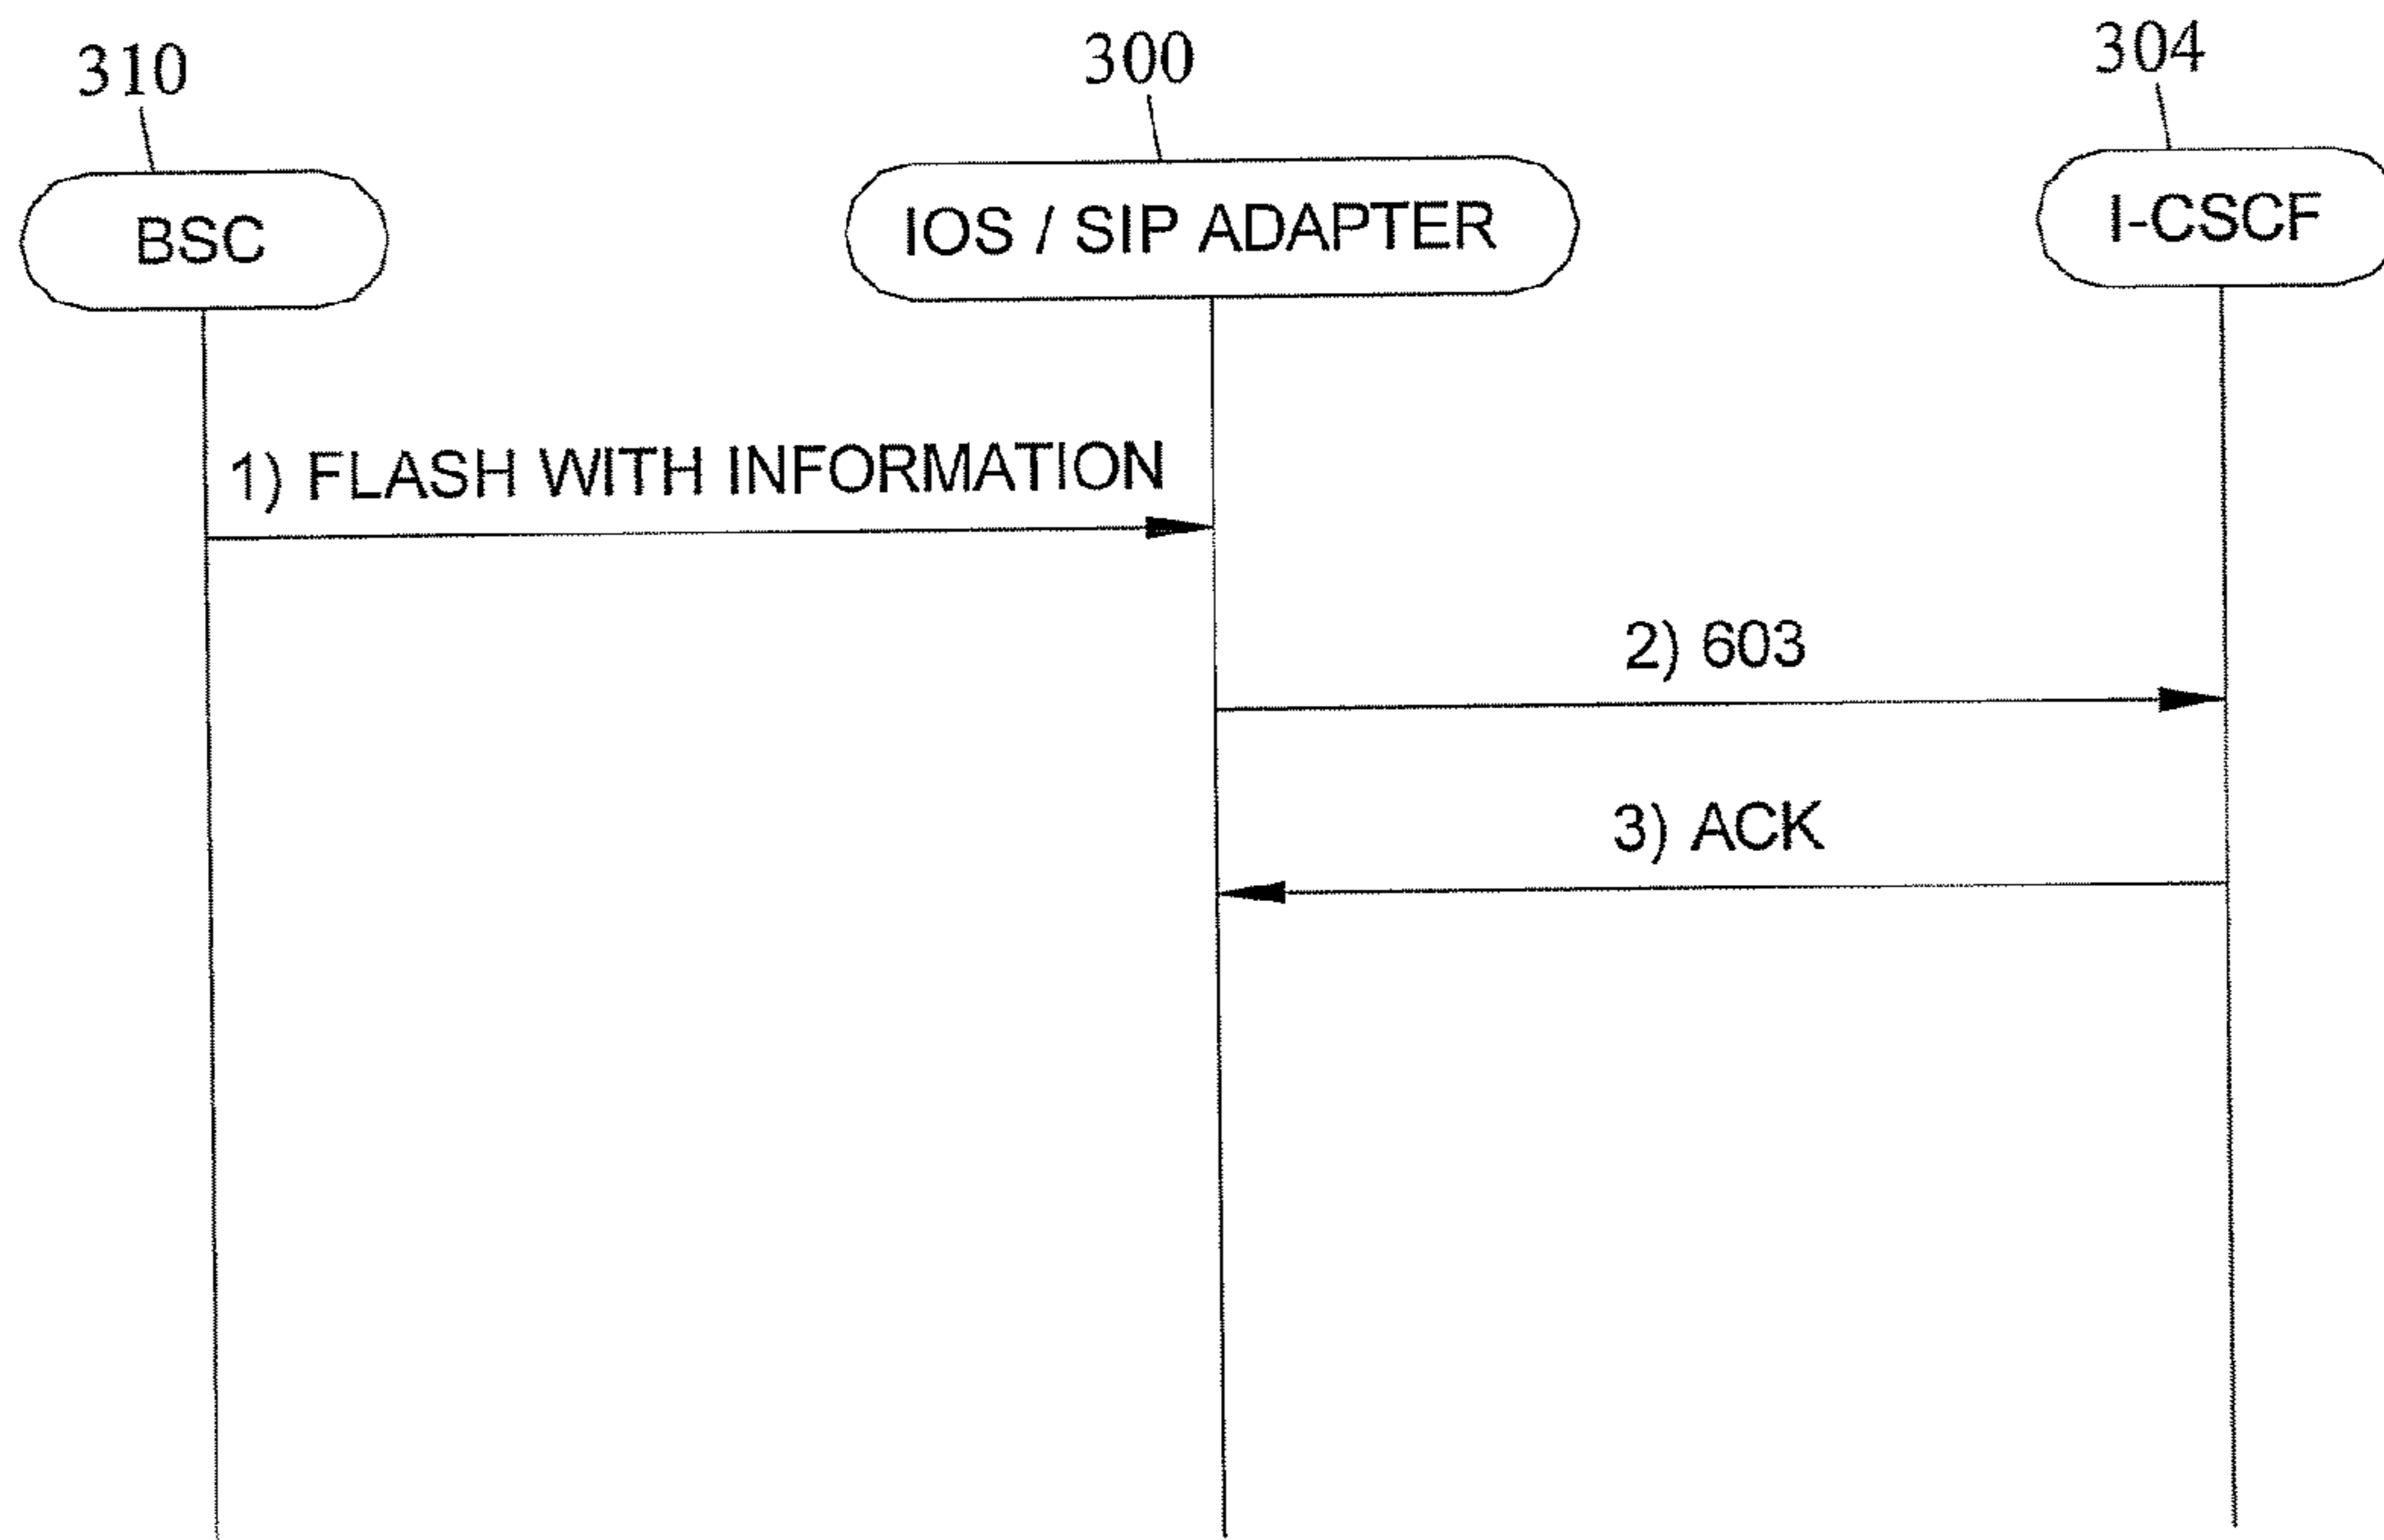 310
300
304
BSC
IOS / SIP ADAPTER
I-CSCF
1) FLASH WITH INFORMATION
2) 603
3) ACK